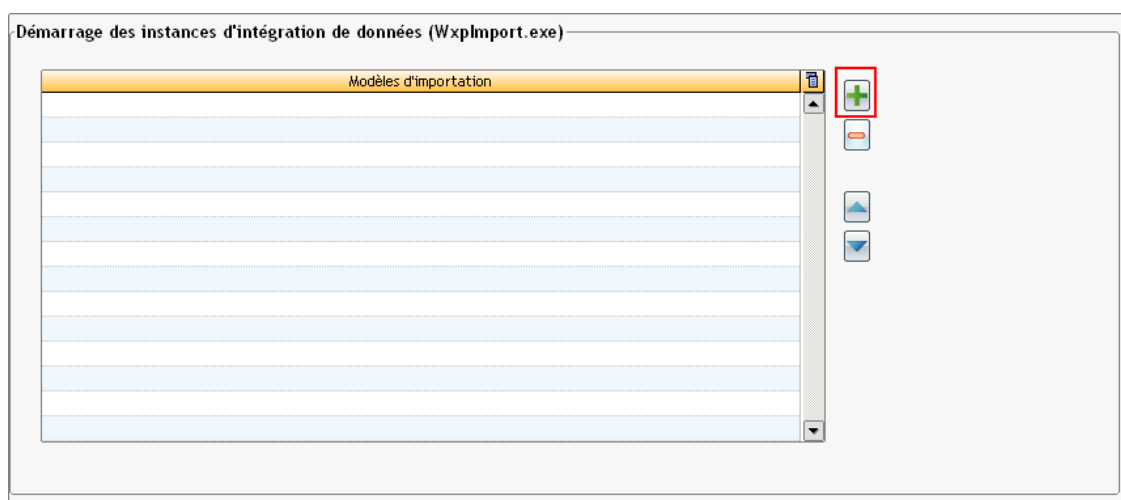 Démarrage des instances d'intégration de données (WxpImport.exe)
Modèles d'importation